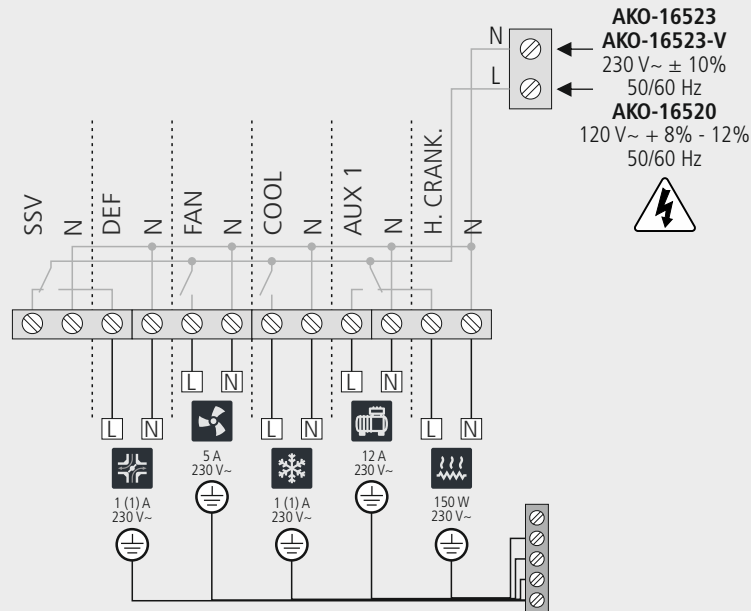 AKO-16523
AKO-16523-V
230 V~ ± 10%
50/60 Hz
AKO-16520
120 V~ + 8% - 12%
50/60 Hz
N
L
SSV
N
DEF
N
FAN
N
COOL
N
AUX 1
N
H. CRANK.
N
L
N
L
N
L
N
L
N
L
N
5 A
230 V~
12 A
230 V~
1 (1) A
230 V~
1 (1) A
230 V~
150 W
230 V~